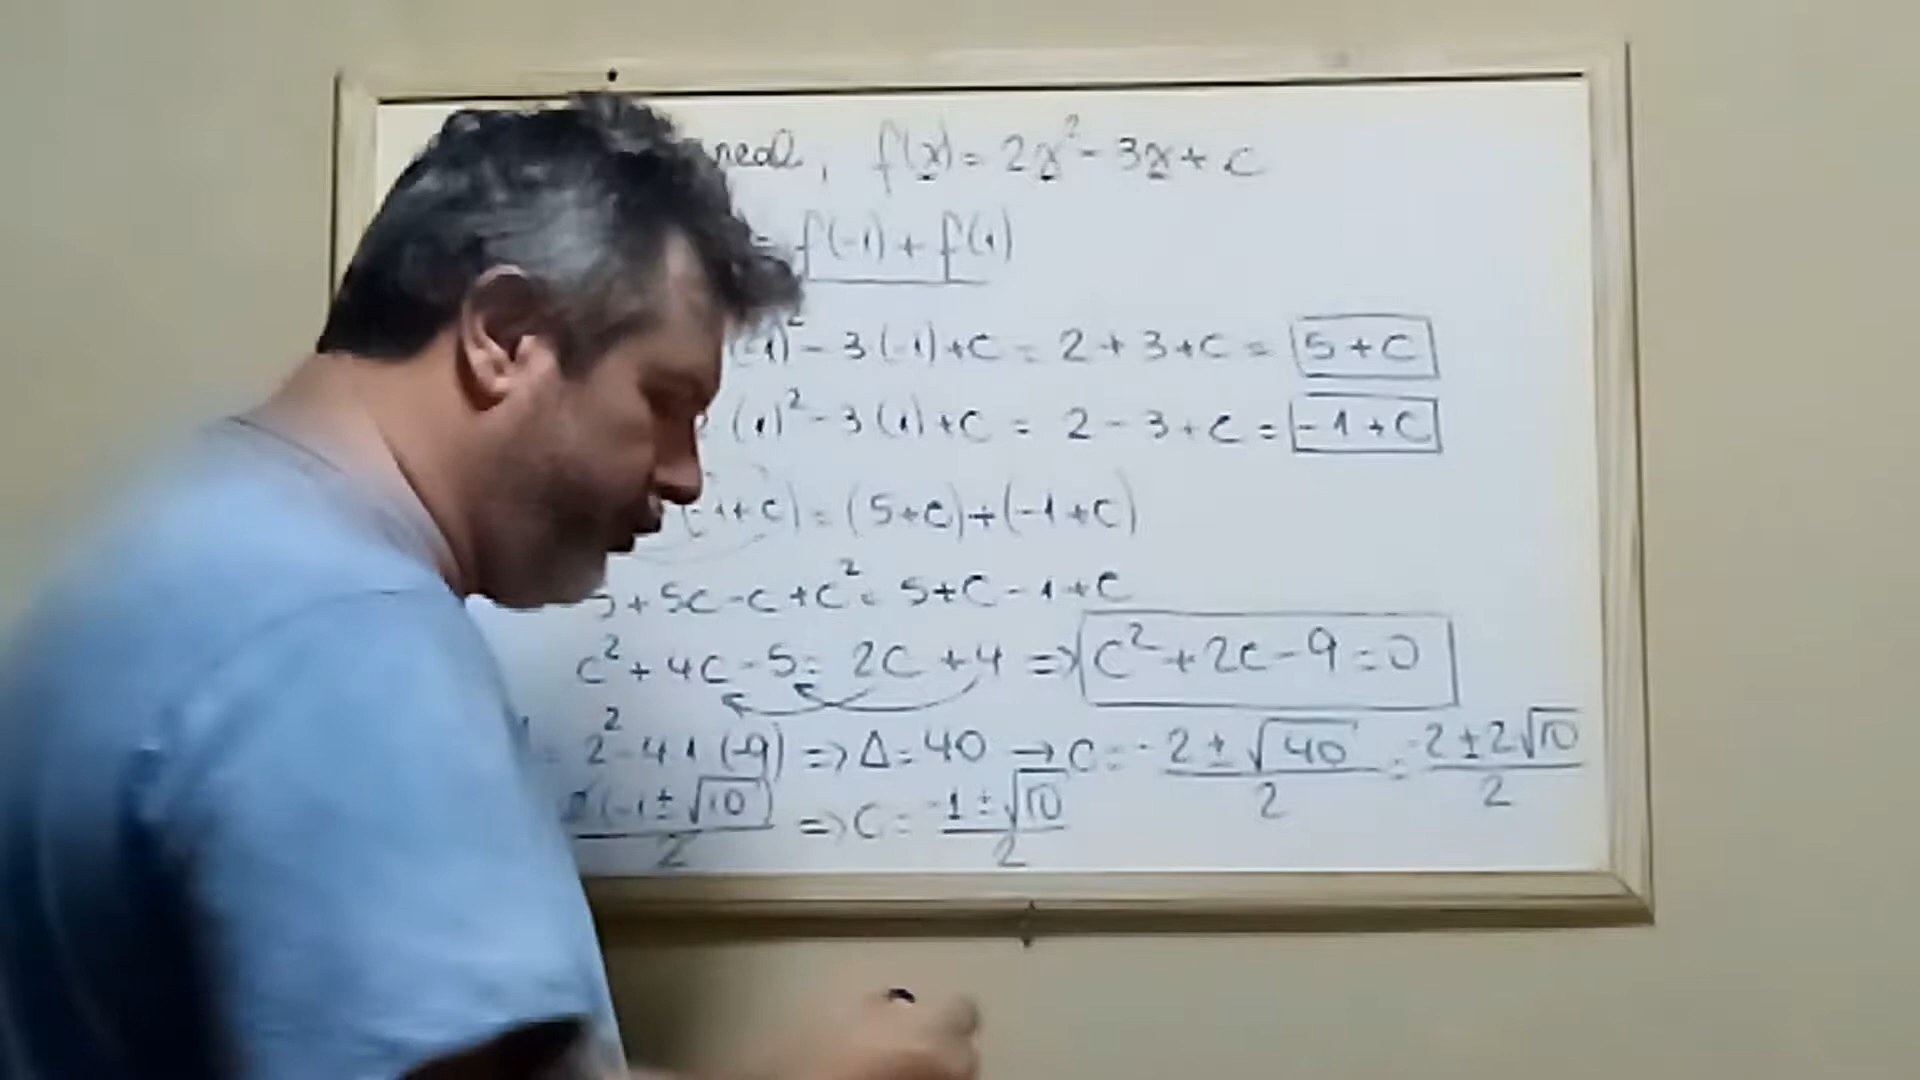 real, f(x) = 2x² - 3x + c
= f(-1) + f(1)
(-1)² - 3(-1) + c = 2 + 3 + c = 5 + c
(1)² - 3(1) + c = 2 - 3 + c = -1 + c
(-1 + c) = (5 + c) + (-1 + c)
5 + 5c - c + c² = 5 + c - 1 + c
c² + 4c - 5 = 2c + 4 => c² + 2c - 9 = 0
= 2² - 4 1 (-9) => Δ = 40 → c = (-2 ± √40)/2 = (-2 ± 2√10)/2
2(-1 ± √10)/2 => c = (-1 ± √10)/2